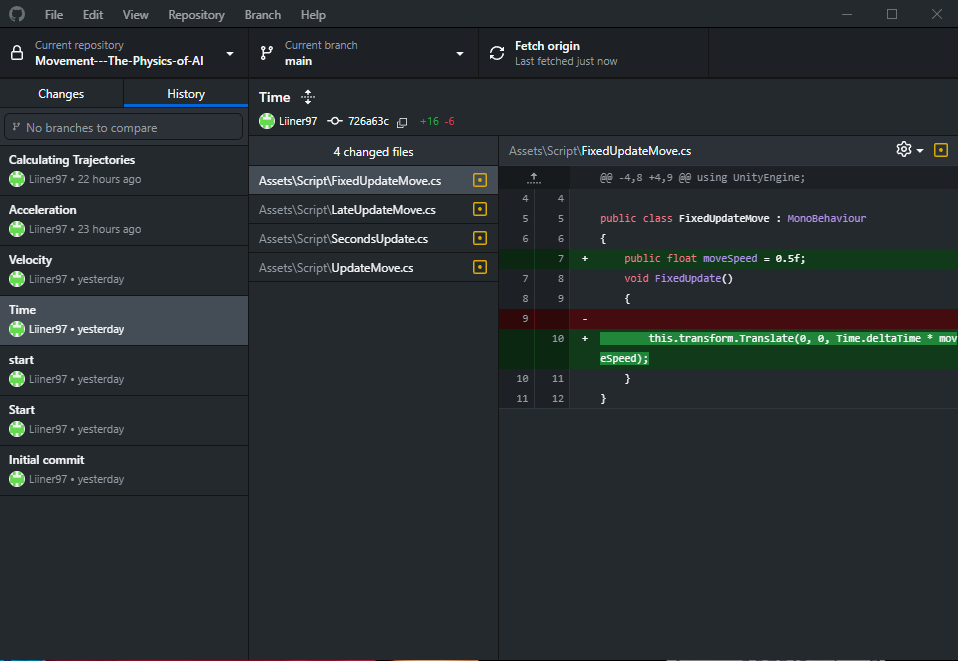 File Edit View Repository Branch Help
Current repository
Movement---The-Physics-of-AI
Current branch
main
Fetch origin
Last fetched just now
Changes
History
No branches to compare
Calculating Trajectories
Liiner97 • 22 hours ago
Acceleration
Liiner97 • 23 hours ago
Velocity
Liiner97 • yesterday
Time
Liiner97 • yesterday
start
Liiner97 • yesterday
Start
Liiner97 • yesterday
Initial commit
Liiner97 • yesterday
Time
Liiner97 726a63c +16 -6
4 changed files
Assets\Script\FixedUpdateMove.cs
Assets\Script\LateUpdateMove.cs
Assets\Script\SecondsUpdate.cs
Assets\Script\UpdateMove.cs
Assets\Script\FixedUpdateMove.cs
@@ -4,8 +4,9 @@ using UnityEngine;
4 4
5 5 public class FixedUpdateMove : MonoBehaviour
6 6 {
7 + public float moveSpeed = 0.5f;
7 8 void FixedUpdate()
8 9 {
9 -
10 + this.transform.Translate(0, 0, Time.deltaTime * mov
eSpeed);
10 11 }
11 12 }